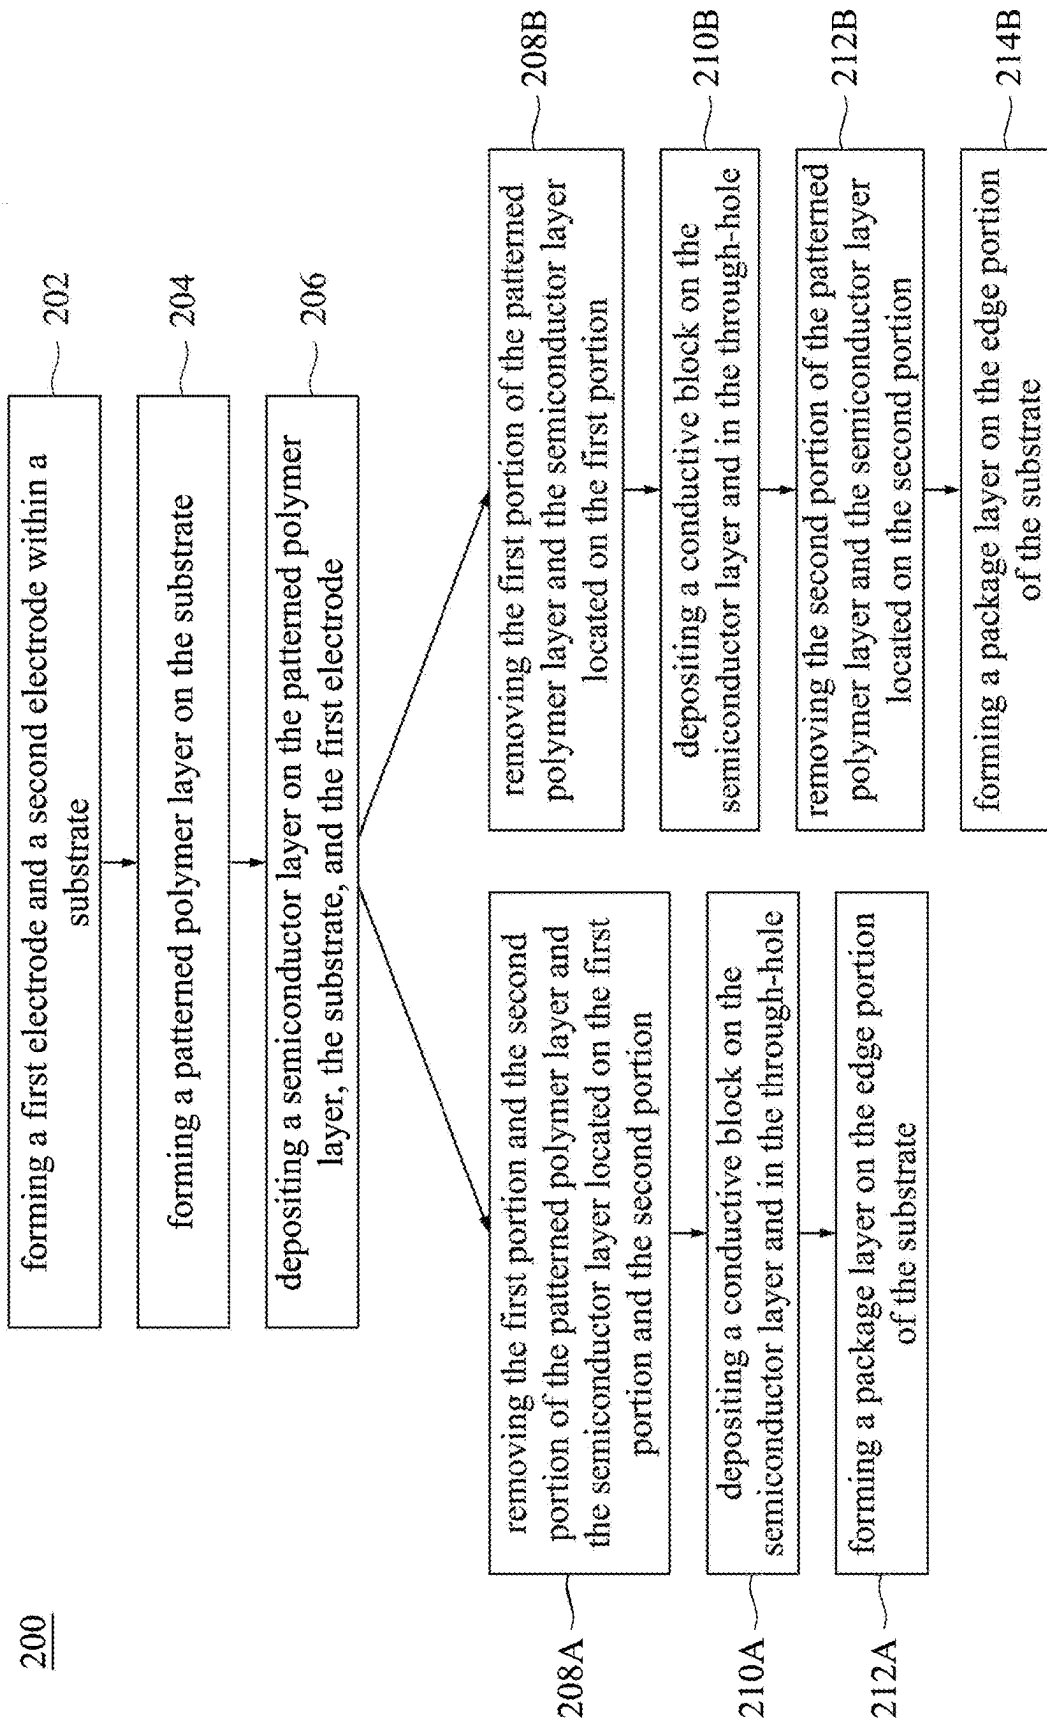 200
forming a first electrode and a second electrode within a
substrate
202
forming a patterned polymer layer on the substrate
204
depositing a semiconductor layer on the patterned polymer
layer, the substrate, and the first electrode
206
208A
removing the first portion and the second
portion of the patterned polymer layer and
the semiconductor layer located on the first
portion and the second portion
210A
depositing a conductive block on the
semiconductor layer and in the through-hole
212A
forming a package layer on the edge portion
of the substrate
removing the first portion of the patterned
polymer layer and the semiconductor layer
located on the first portion
208B
depositing a conductive block on the
semiconductor layer and in the through-hole
210B
removing the second portion of the patterned
polymer layer and the semiconductor layer
located on the second portion
212B
forming a package layer on the edge portion
of the substrate
214B